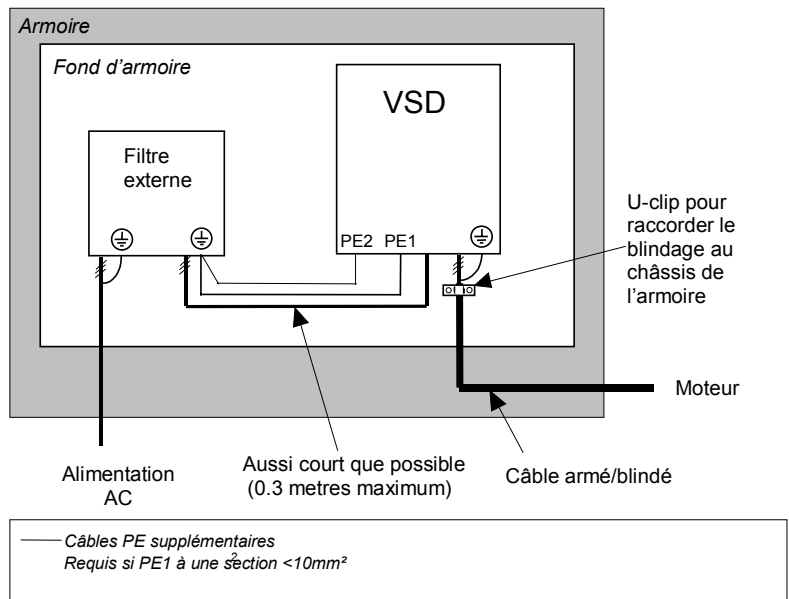 Armoire
Fond d'armoire
VSD
Filtre
externe
PE2 PE1
U-clip pour
raccorder le
blindage au
châssis de
l'armoire
Moteur
Alimentation
AC
Aussi court que possible
(0.3 metres maximum)
Câble armé/blindé
Câbles PE supplémentaires
Requis si PE1 à une section <10mm²
2